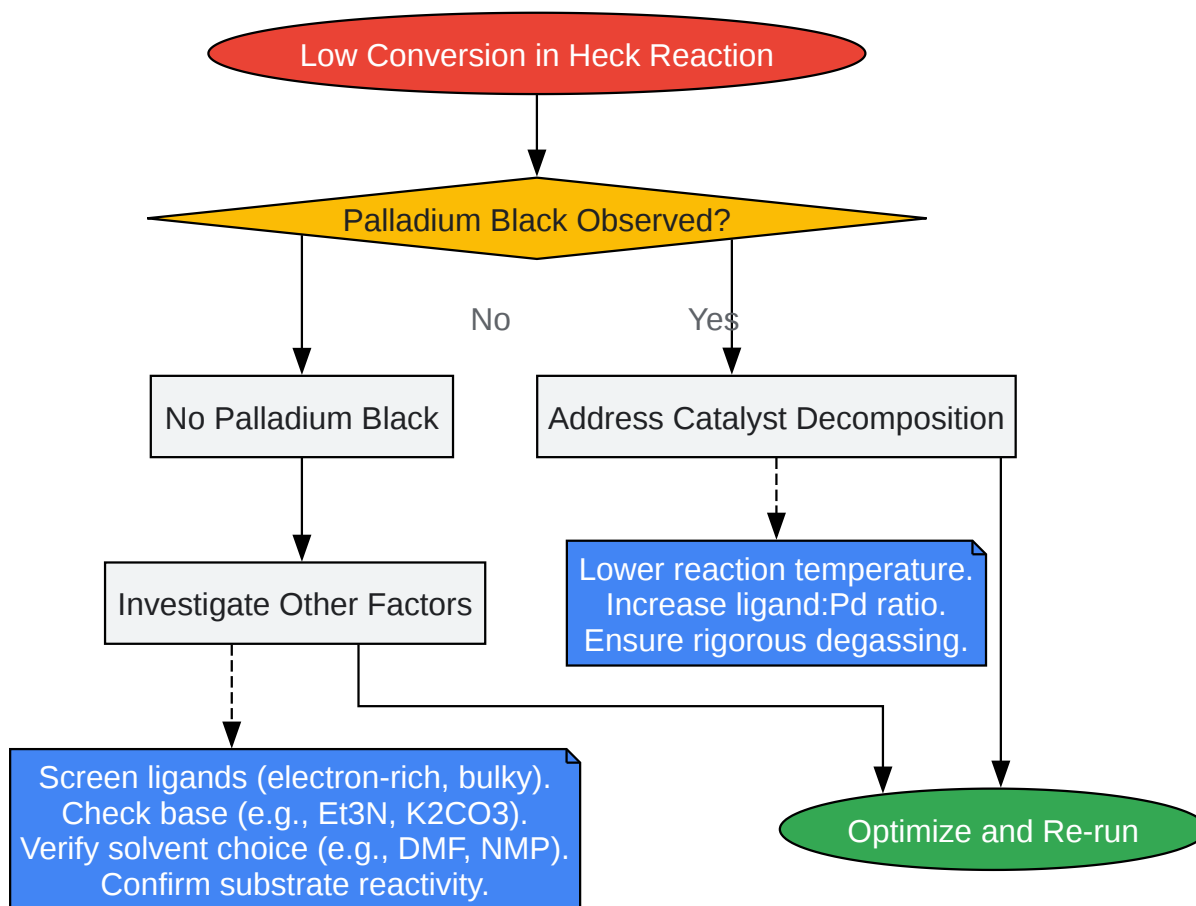 Low Conversion in Heck Reaction
Palladium Black Observed?
No
Yes
No Palladium Black
Address Catalyst Decomposition
Lower reaction temperature.
Increase ligand:Pd ratio.
Ensure rigorous degassing.
Investigate Other Factors
Screen ligands (electron-rich, bulky).
Check base (e.g., Et3N, K2CO3).
Verify solvent choice (e.g., DMF, NMP).
Confirm substrate reactivity.
Optimize and Re-run